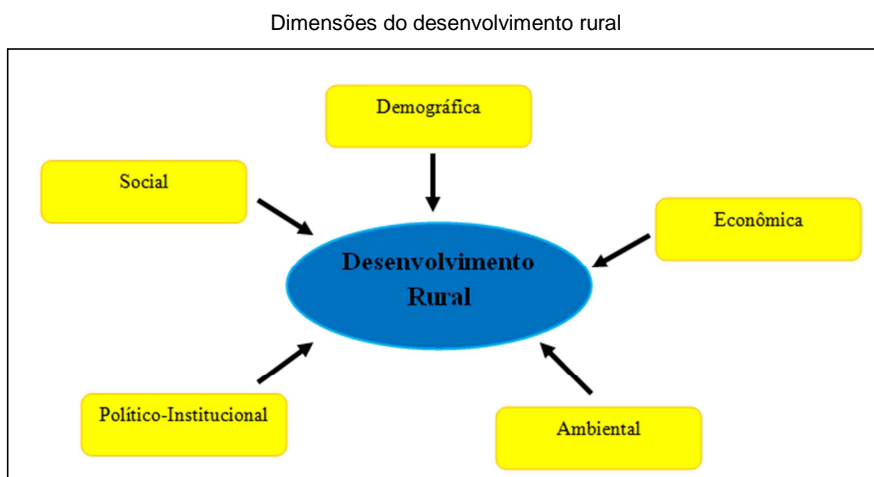 Dimensões do desenvolvimento rural
Demográfica
Social
Econômica
Desenvolvimento
Rural
Político-Institucional
Ambiental